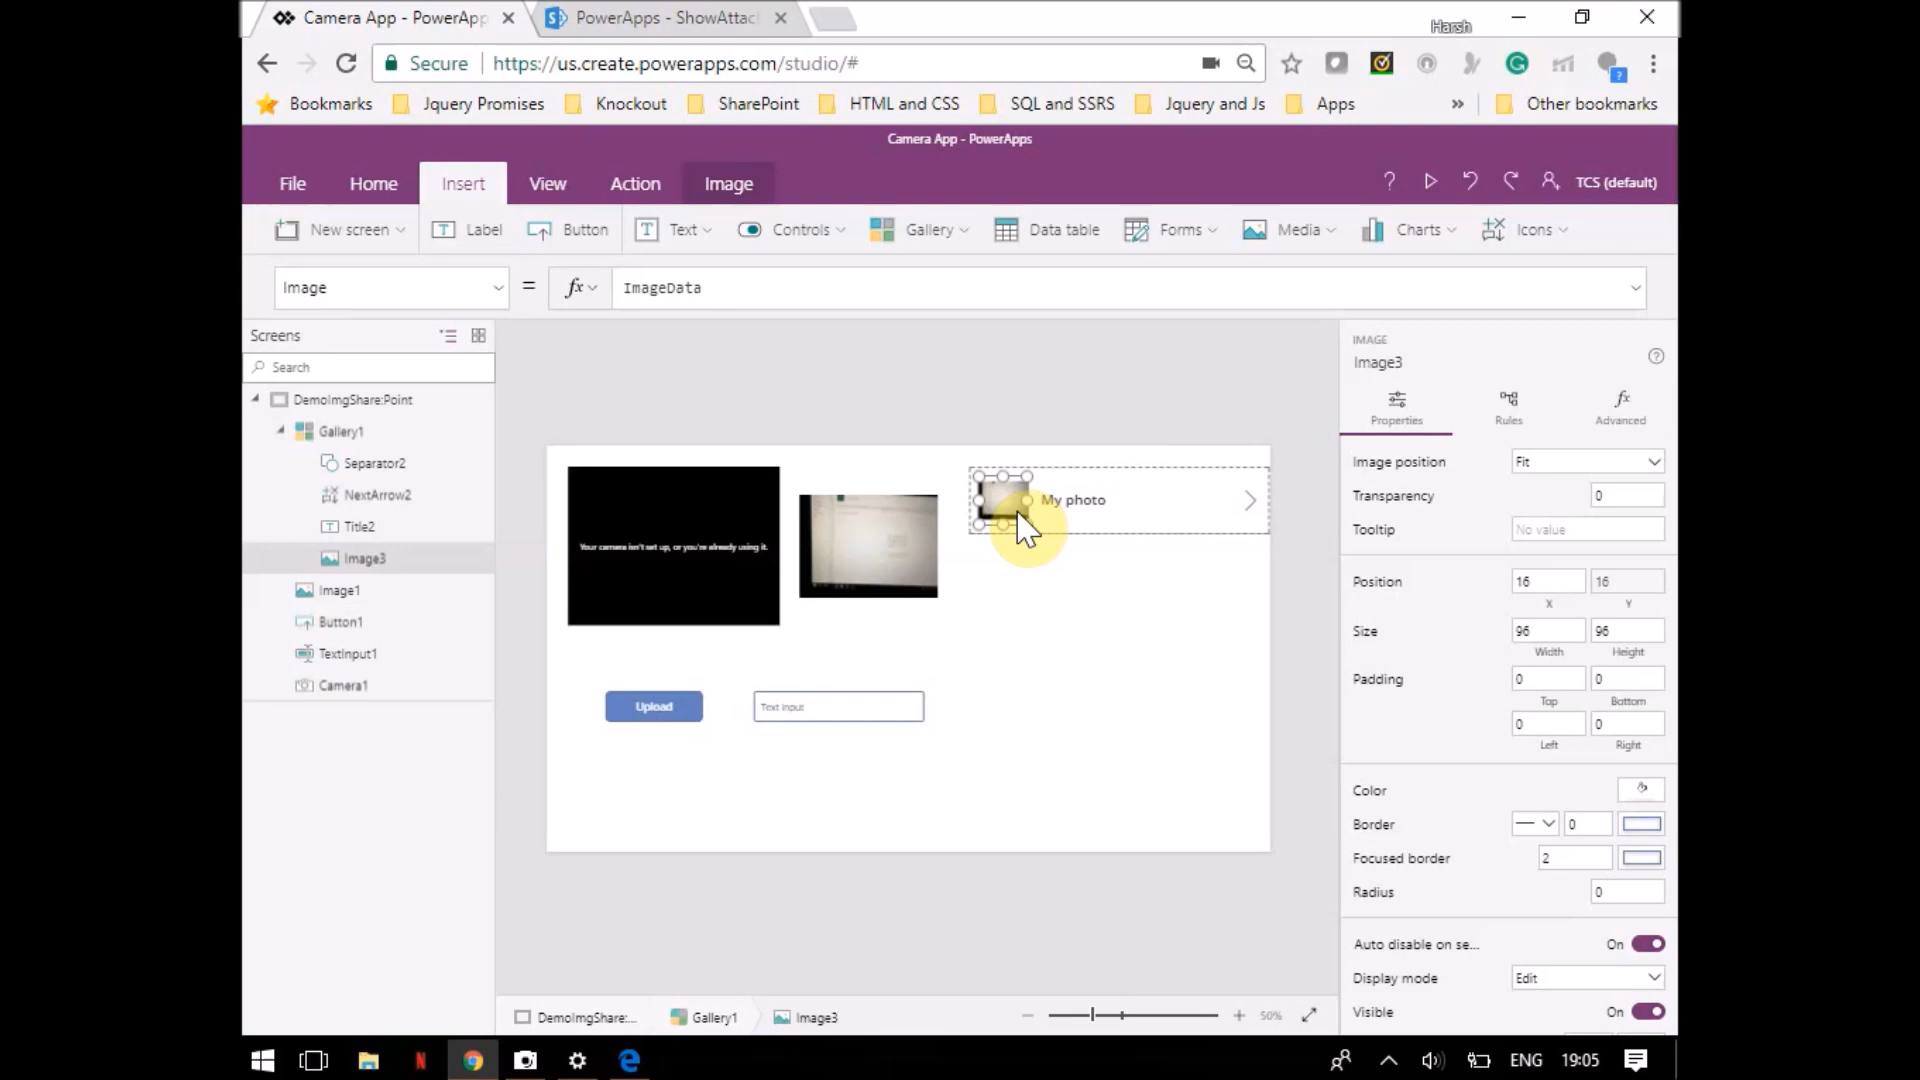 Camera App - PowerApp
PowerApps - ShowAttac
Harsh
Secure
https://us.create.powerapps.com/studio/#
Bookmarks
Jquery Promises
Knockout
SharePoint
HTML and CSS
SQL and SSRS
Jquery and Js
Apps
»
Other bookmarks
Camera App - PowerApps
File
Home
Insert
View
Action
Image
TCS (default)
New screen
Label
Button
Text
Controls
Gallery
Data table
Forms
Media
Charts
Icons
Image
=
fx
ImageData
Screens
Search
DemoImgShare:Point
Gallery1
Separator2
NextArrow2
Title2
Image3
Image1
Button1
TextInput1
Camera1
Your camera isn't set up, or you're already using it.
My photo
Upload
Text input
IMAGE
Image3
Properties
Rules
fx
Advanced
Image position
Fit
Transparency
0
Tooltip
No value
Position
16
16
X
Y
Size
96
96
Width
Height
Padding
0
0
Top
Bottom
0
0
Left
Right
Color
Border
0
Focused border
2
Radius
0
Auto disable on se...
On
Display mode
Edit
Visible
On
DemoImgShare:...
Gallery1
Image3
50%
ENG
19:05